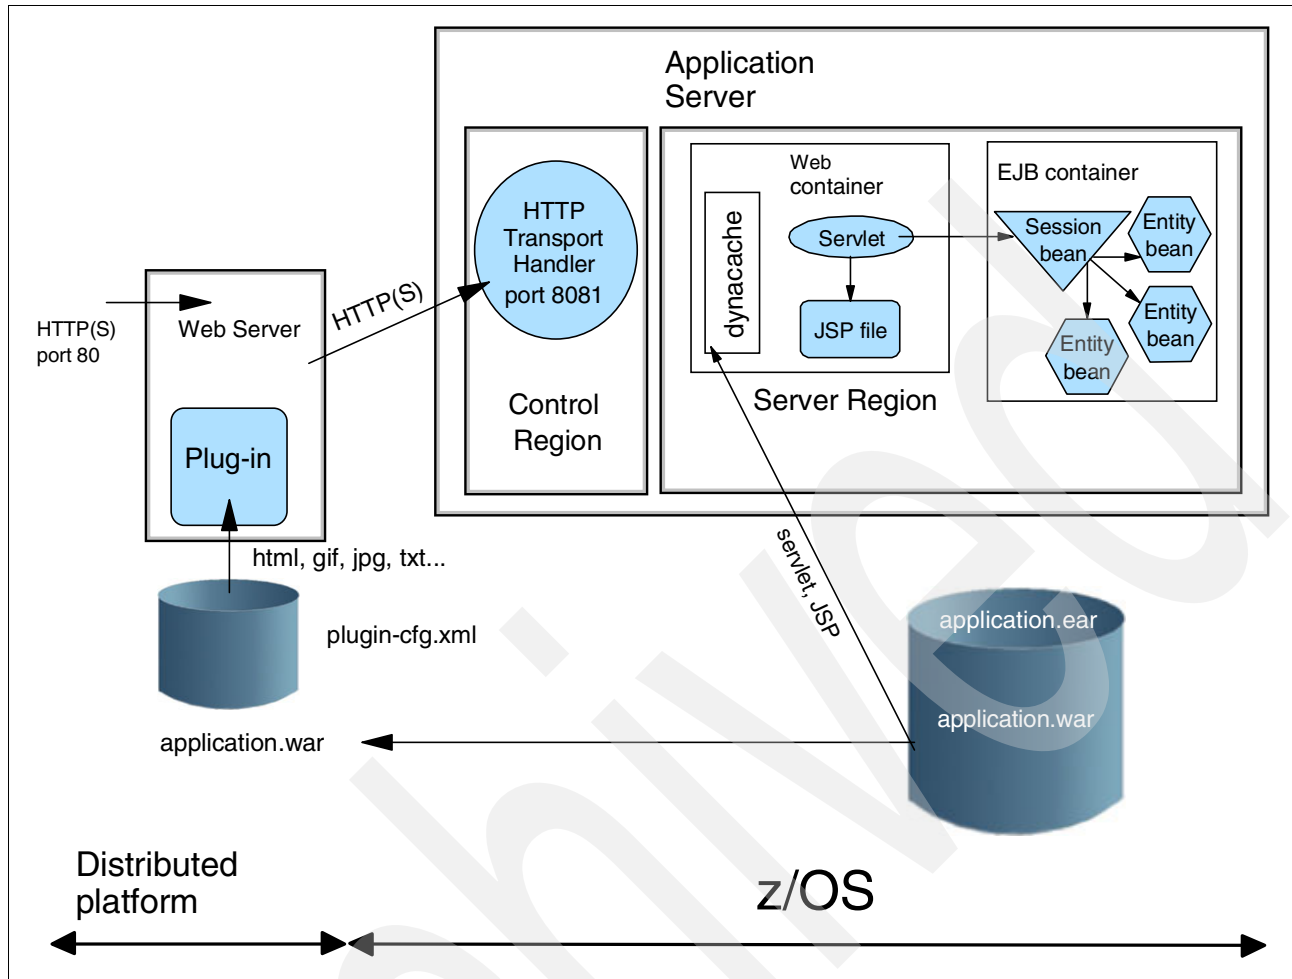 Application
Server
HTTP
Transport
Handler
port 8081
Control
Region
Web
container
dynacache
Servlet
JSP file
Server Region
EJB container
Session
bean
Entity
bean
Entity
bean
Entity
bean
HTTP(S)
port 80
Web Server
HTTP(S)
Plug-in
html, gif, jpg, txt...
plugin-cfg.xml
application.war
servlet, JSP
application.ear
application.war
Distributed
platform
z/OS